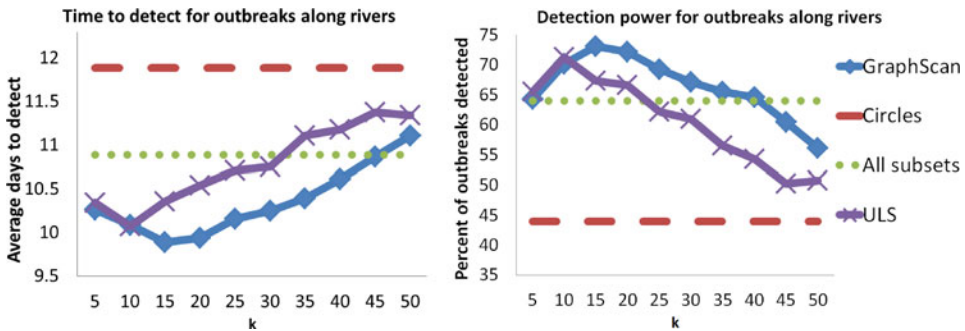 Time to detect for outbreaks along rivers
Average days to detect
12
11.5
11
10.5
10
9.5
5 10 15 20 25 30 35 40 45 50
k
Detection power for outbreaks along rivers
Percent of outbreaks detected
75
70
65
60
55
50
45
40
35
5 10 15 20 25 30 35 40 45 50
k
GraphScan
Circles
All subsets
ULS